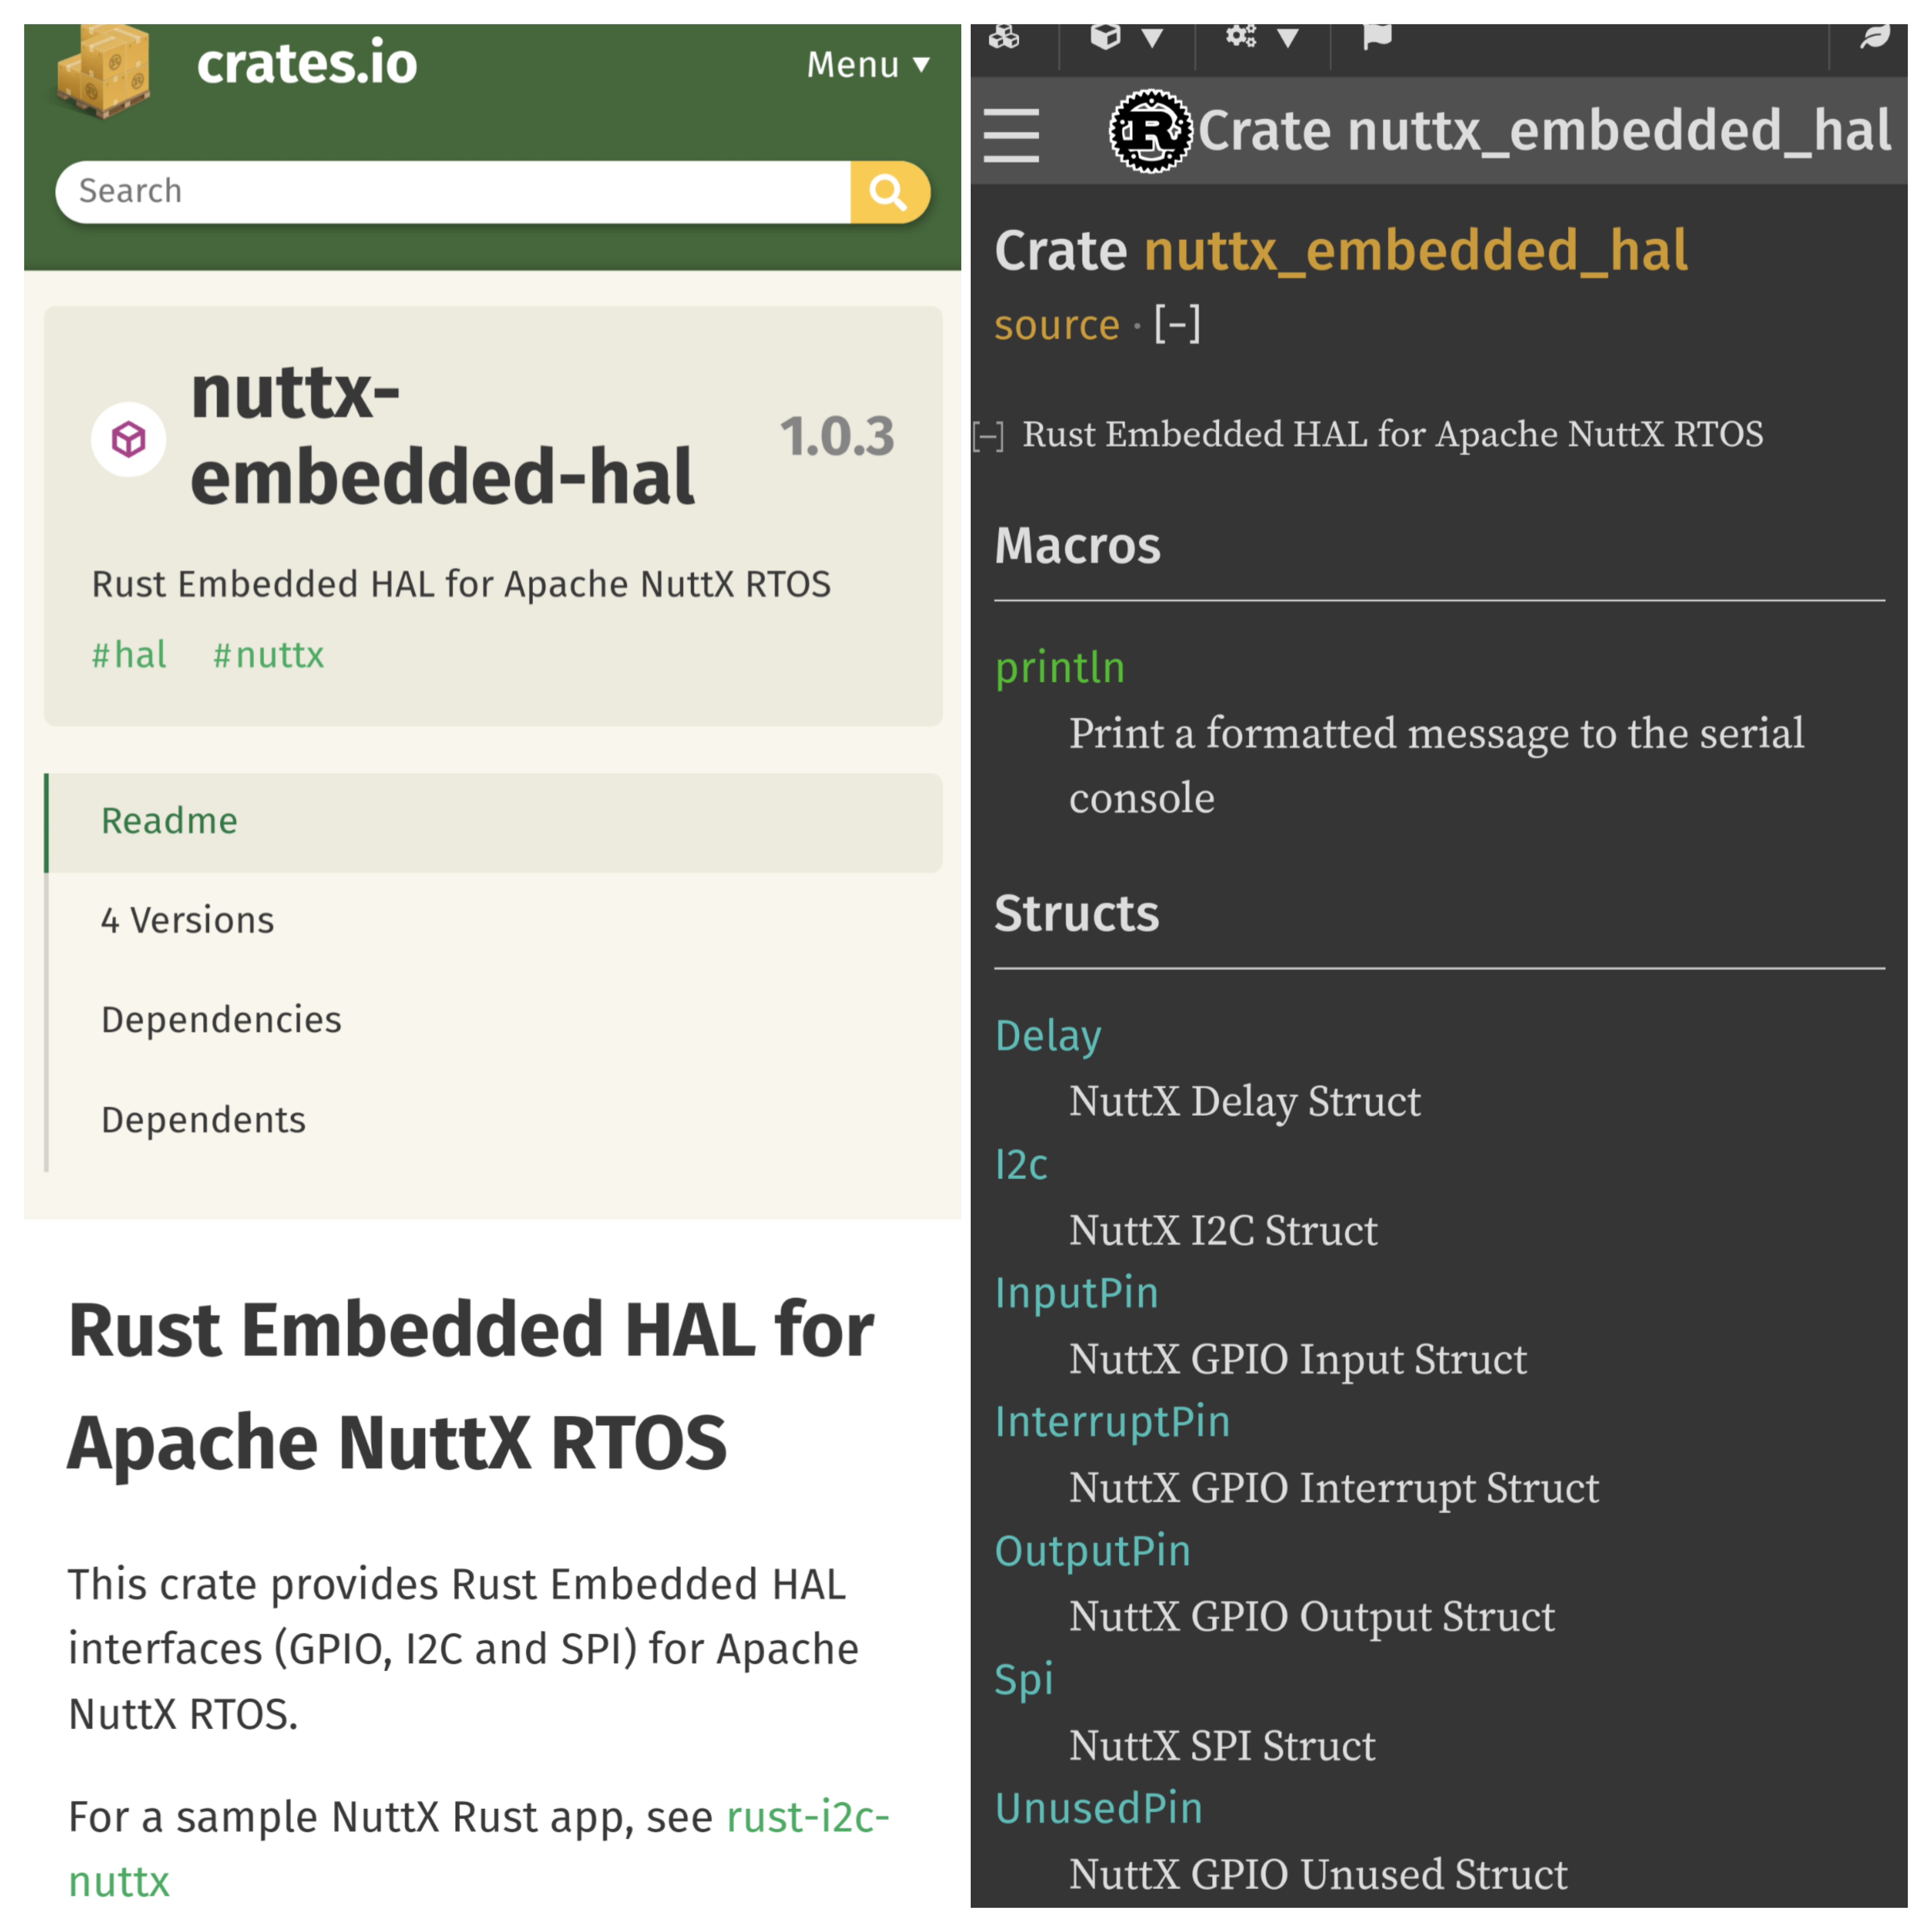 crates.io
Menu ▼
Search
nuttx-
embedded-hal
1.0.3
Rust Embedded HAL for Apache NuttX RTOS
#hal #nuttx
Readme
4 Versions
Dependencies
Dependents
Rust Embedded HAL for
Apache NuttX RTOS
This crate provides Rust Embedded HAL
interfaces (GPIO, I2C and SPI) for Apache
NuttX RTOS.
For a sample NuttX Rust app, see rust-i2c-
nuttx
Crate nuttx_embedded_hal
Crate nuttx_embedded_hal
source · [−]
[−] Rust Embedded HAL for Apache NuttX RTOS
Macros
println
Print a formatted message to the serial
console
Structs
Delay
NuttX Delay Struct
I2c
NuttX I2C Struct
InputPin
NuttX GPIO Input Struct
InterruptPin
NuttX GPIO Interrupt Struct
OutputPin
NuttX GPIO Output Struct
Spi
NuttX SPI Struct
UnusedPin
NuttX GPIO Unused Struct